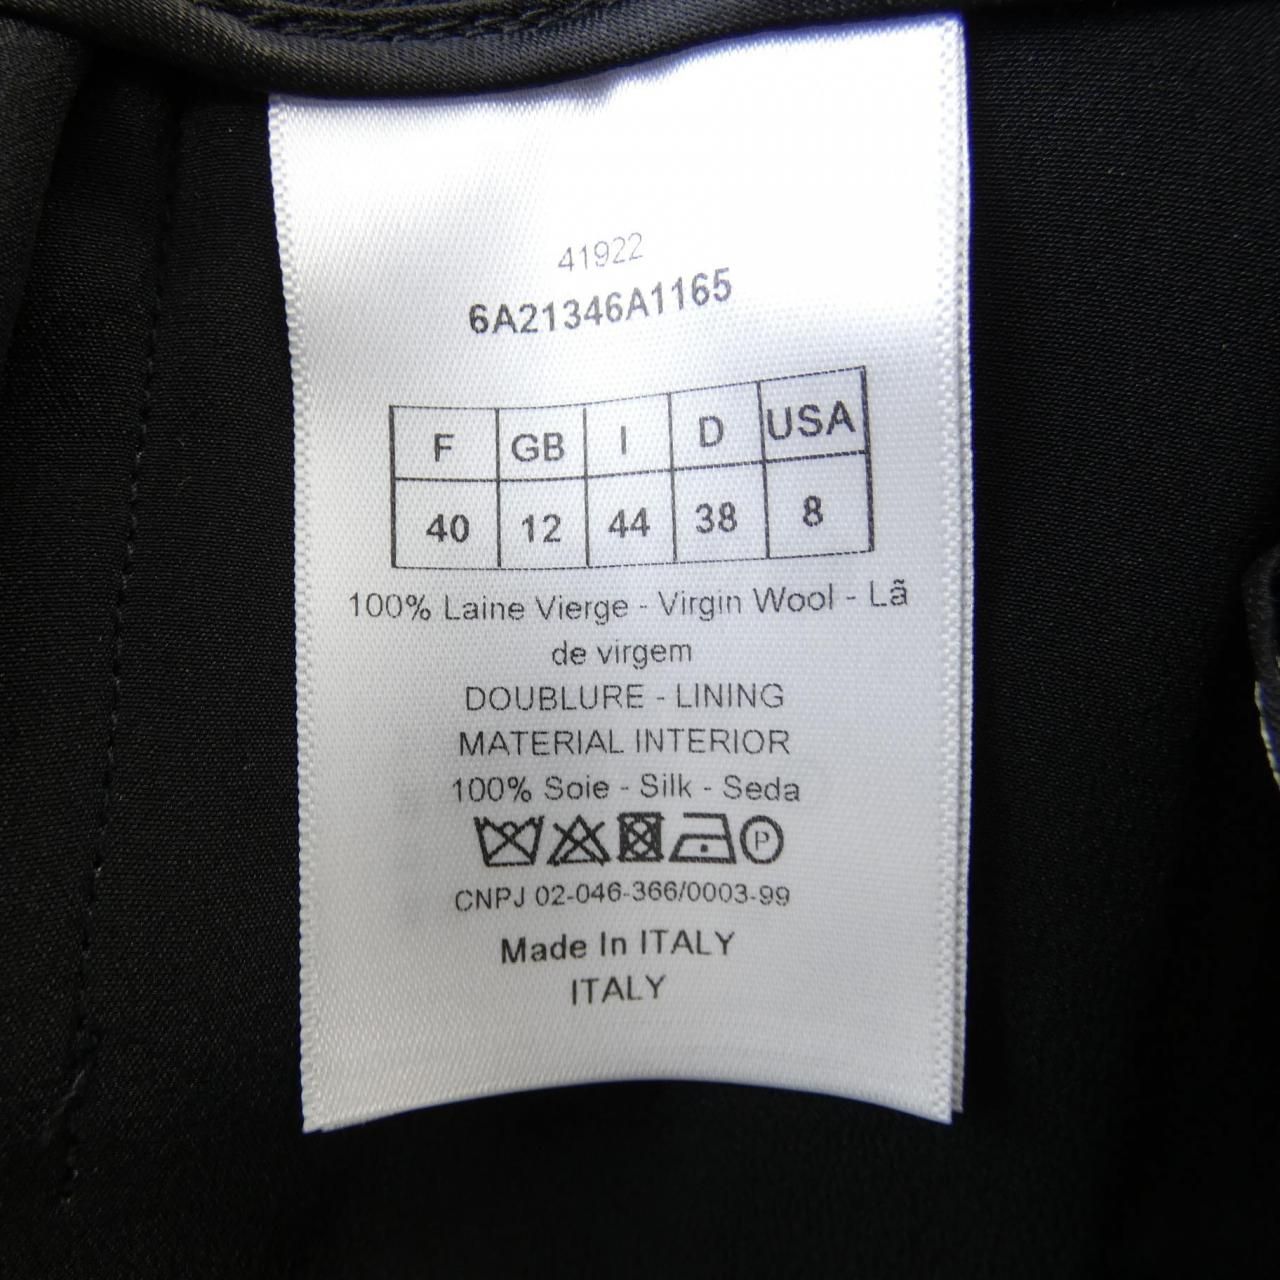 41922
6A21346A1165
F GB I D USA
40 12 44 38 8
100% Laine Vierge - Virgin Wool - Lã
de virgem
DOUBLURE - LINING
MATERIAL INTERIOR
100% Soie - Silk - Seda
P
CNPJ 02-046-366/0003-99
Made In ITALY
ITALY